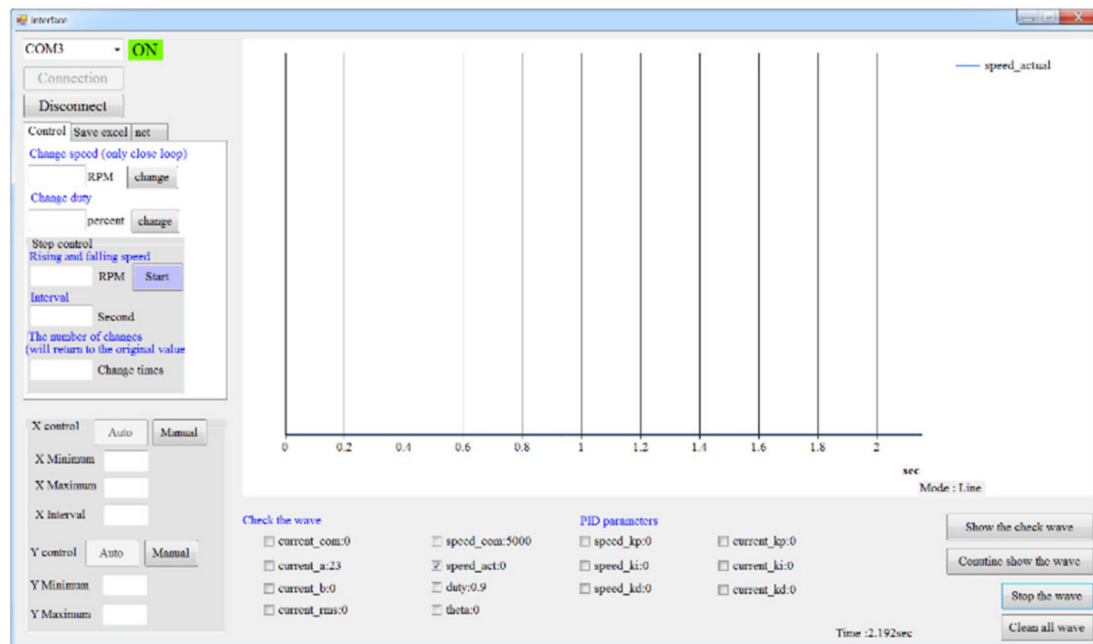 interface
COM3 ON
Connection
Disconnect
Control Save excel net
Change speed (only close loop)
RPM change
Change duty
percent change
Step control
Rising and falling speed
RPM Start
Interval
Second
The number of changes
(will return to the original value
Change times
X control Auto Manual
X Minimum
X Maximum
X Interval
Y control Auto Manual
Y Minimum
Y Maximum
speed_actual
0 0.2 0.4 0.6 0.8 1 1.2 1.4 1.6 1.8 2
sec
Mode : Line
Check the wave PID parameters
current_com:0 speed_com:5000 speed_kp:0 current_kp:0
current_a:23 speed_act:0 speed_ki:0 current_ki:0
current_b:0 duty:0.9 speed_kd:0 current_kd:0
current_rms:0 theta:0
Show the check wave
Comutine show the wave
Stop the wave
Clean all wave
Time :2.192sec